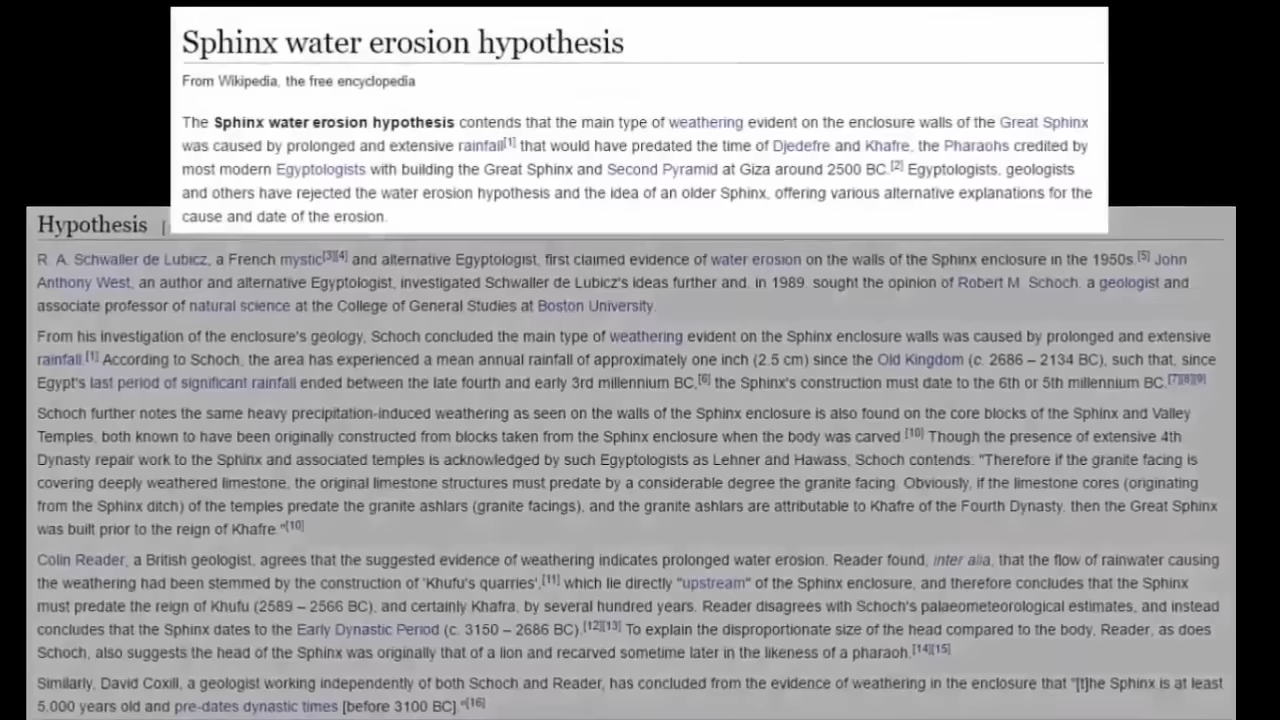 Sphinx water erosion hypothesis
From Wikipedia, the free encyclopedia
The Sphinx water erosion hypothesis contends that the main type of weathering evident on the enclosure walls of the Great Sphinx
was caused by prolonged and extensive rainfall[1] that would have predated the time of Djedefre and Khafre, the Pharaohs credited by
most modern Egyptologists with building the Great Sphinx and Second Pyramid at Giza around 2500 BC.[2] Egyptologists, geologists
and others have rejected the water erosion hypothesis and the idea of an older Sphinx, offering various alternative explanations for the
cause and date of the erosion.
Hypothesis [
R. A. Schwaller de Lubicz, a French mystic[3][4] and alternative Egyptologist, first claimed evidence of water erosion on the walls of the Sphinx enclosure in the 1950s.[5] John
Anthony West, an author and alternative Egyptologist, investigated Schwaller de Lubicz's ideas further and, in 1989, sought the opinion of Robert M. Schoch, a geologist and
associate professor of natural science at the College of General Studies at Boston University.
From his investigation of the enclosure's geology, Schoch concluded the main type of weathering evident on the Sphinx enclosure walls was caused by prolonged and extensive
rainfall.[1] According to Schoch, the area has experienced a mean annual rainfall of approximately one inch (2.5 cm) since the Old Kingdom (c. 2686 – 2134 BC), such that, since
Egypt's last period of significant rainfall ended between the late fourth and early 3rd millennium BC,[6] the Sphinx's construction must date to the 6th or 5th millennium BC.[7][8][9]
Schoch further notes the same heavy precipitation-induced weathering as seen on the walls of the Sphinx enclosure is also found on the core blocks of the Sphinx and Valley
Temples, both known to have been originally constructed from blocks taken from the Sphinx enclosure when the body was carved.[10] Though the presence of extensive 4th
Dynasty repair work to the Sphinx and associated temples is acknowledged by such Egyptologists as Lehner and Hawass, Schoch contends: "Therefore if the granite facing is
covering deeply weathered limestone, the original limestone structures must predate by a considerable degree the granite facing. Obviously, if the limestone cores (originating
from the Sphinx ditch) of the temples predate the granite ashlars (granite facings), and the granite ashlars are attributable to Khafre of the Fourth Dynasty, then the Great Sphinx
was built prior to the reign of Khafre."[10]
Colin Reader, a British geologist, agrees that the suggested evidence of weathering indicates prolonged water erosion. Reader found, inter alia, that the flow of rainwater causing
the weathering had been stemmed by the construction of 'Khufu's quarries',[11] which lie directly "upstream" of the Sphinx enclosure, and therefore concludes that the Sphinx
must predate the reign of Khufu (2589 – 2566 BC), and certainly Khafra, by several hundred years. Reader disagrees with Schoch's palaeometeorological estimates, and instead
concludes that the Sphinx dates to the Early Dynastic Period (c. 3150 – 2686 BC).[12][13] To explain the disproportionate size of the head compared to the body, Reader, as does
Schoch, also suggests the head of the Sphinx was originally that of a lion and recarved sometime later in the likeness of a pharaoh.[14][15]
Similarly, David Coxill, a geologist working independently of both Schoch and Reader, has concluded from the evidence of weathering in the enclosure that "[t]he Sphinx is at least
5,000 years old and pre-dates dynastic times [before 3100 BC]."[16]